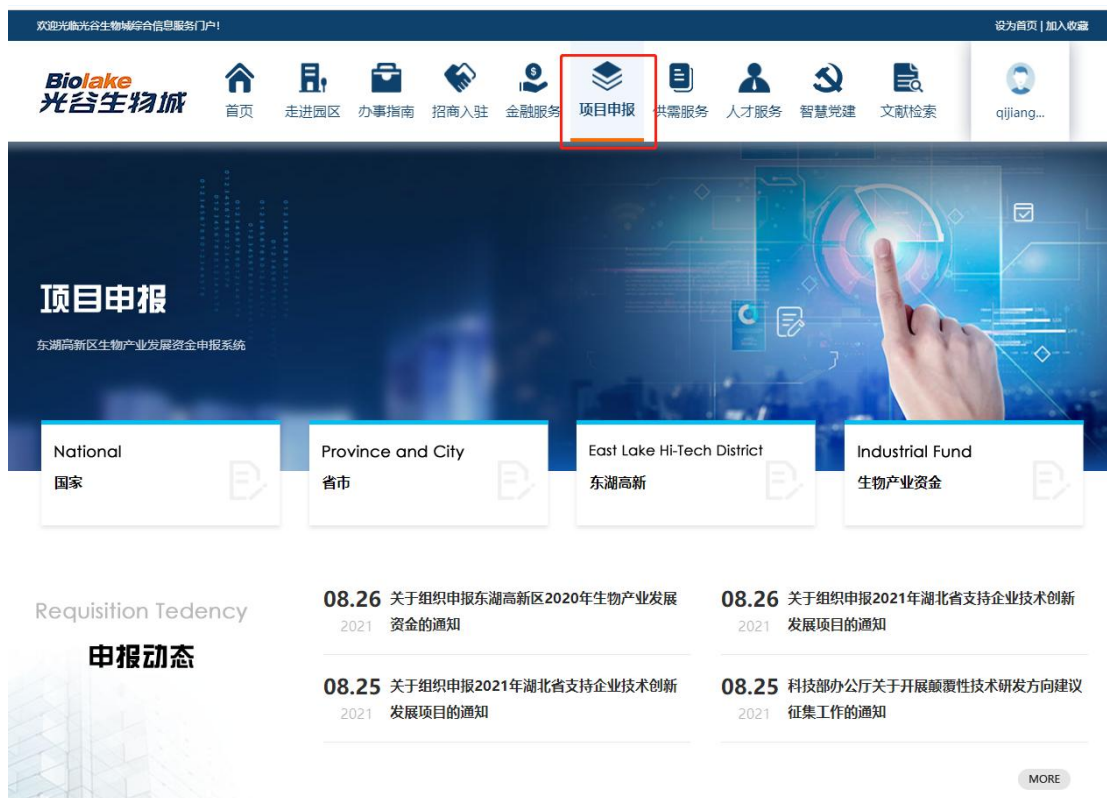 欢迎光临光谷生物城综合信息服务门户!
设为首页 | 加入收藏
Biolake
光谷生物城
首页
走进园区
办事指南
招商入驻
金融服务
项目申报
供需服务
人才服务
智慧党建
文献检索
qijiang...
项目申报
东湖高新区生物产业发展资金申报系统
National
国家
Province and City
省市
East Lake Hi-Tech District
东湖高新
Industrial Fund
生物产业资金
Requisition Tedency
申报动态
08.26 关于组织申报东湖高新区2020年生物产业发展
2021 资金的通知
08.26 关于组织申报2021年湖北省支持企业技术创新
2021 发展项目的通知
08.25 关于组织申报2021年湖北省支持企业技术创新
2021 发展项目的通知
08.25 科技部办公厅关于开展颠覆性技术研发方向建议
2021 征集工作的通知
MORE